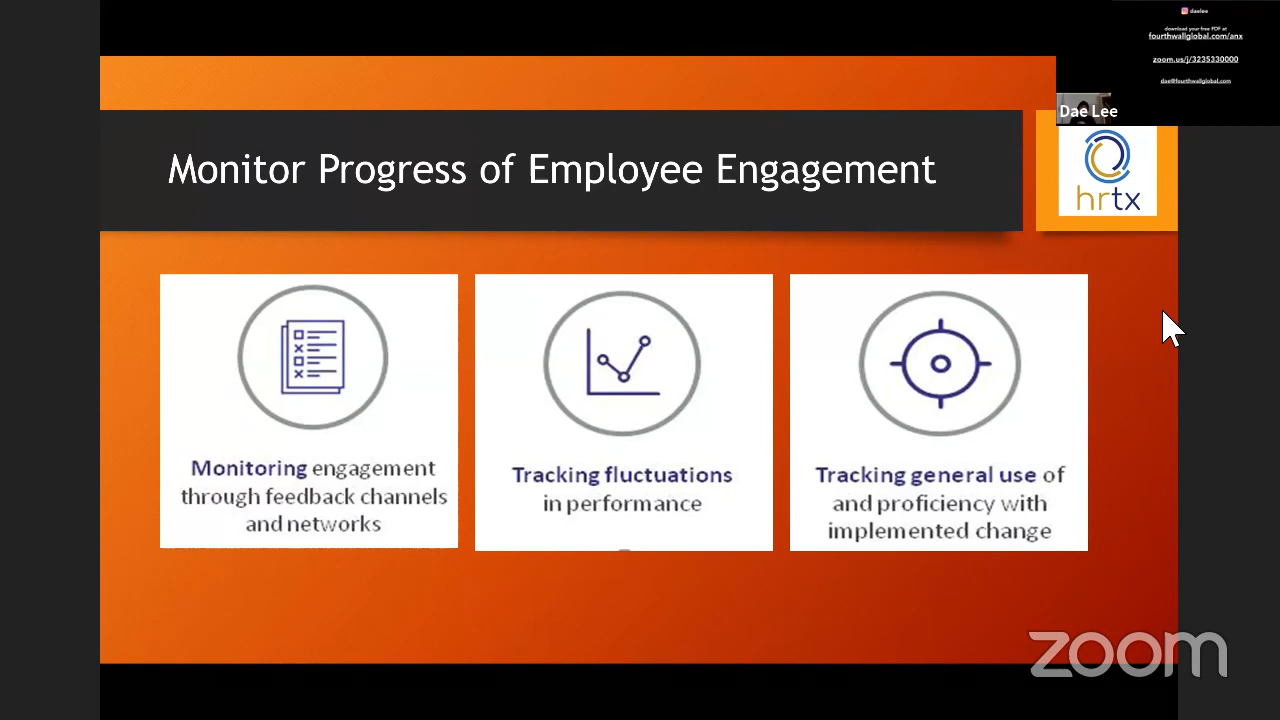 daelee
download your free PDF at
fourthwallglobal.com/anx
zoom.us/j/3235330000
dae@fourthwallglobal.com
Dae Lee
Monitor Progress of Employee Engagement
hrtx
Monitoring engagement
through feedback channels
and networks
Tracking fluctuations
in performance
Tracking general use of
and proficiency with
implemented change
zoom